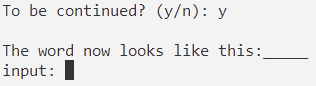 To be continued? (y/n): y
The word now looks like this:_____
input: